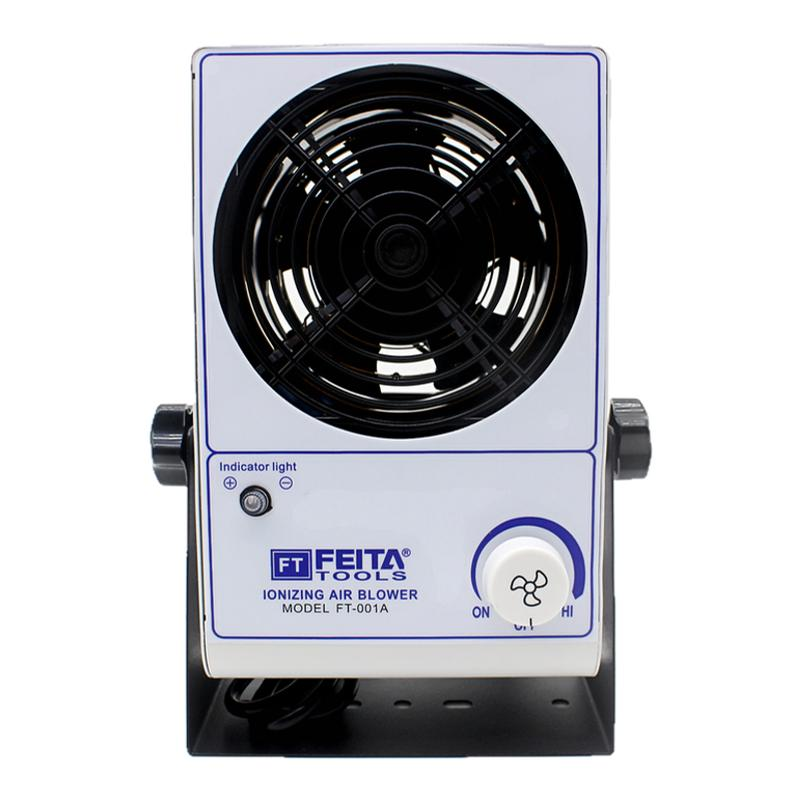 Indicator light
⊕ ⊖
FT FEITA®
TOOLS
IONIZING AIR BLOWER
MODEL FT-001A
ON HI